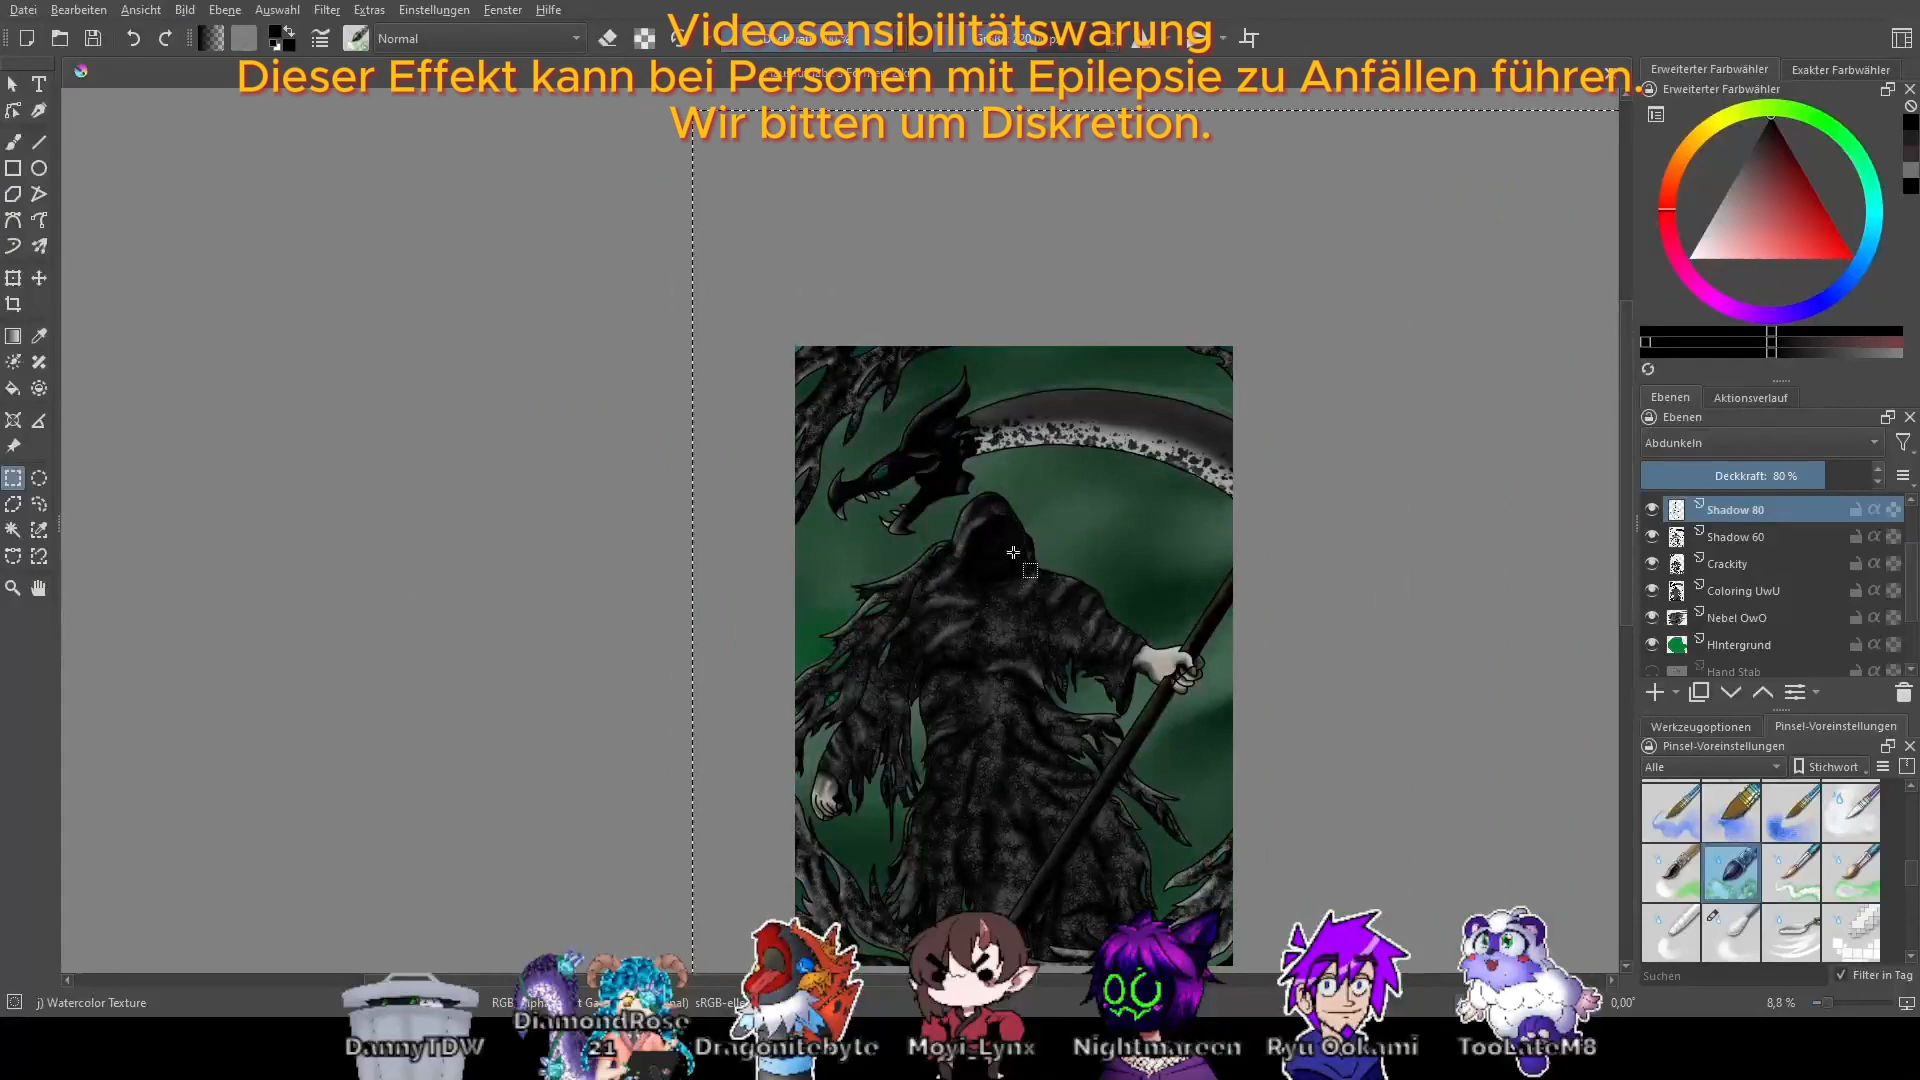 Datei Bearbeiten Ansicht Bild Ebene Auswahl Filter Extras Einstellungen Fenster Hilfe
Videosensibilitätswarung
Dieser Effekt kann bei Personen mit Epilepsie zu Anfällen führen.
Wir bitten um Diskretion.
Normal
Erweiterter Farbwähler Exakter Farbwähler
Erweiterter Farbwähler
Ebenen Aktionsverlauf
Ebenen
Abdunkeln
Deckkraft: 80 %
Shadow 80
Shadow 60
Crackity
Coloring UwU
Nebel OwO
HIntergrund
Hand Stab
Werkzeugoptionen Pinsel-Voreinstellungen
Pinsel-Voreinstellungen
Alle Stichwort
Suchen Filter in Tag
j) Watercolor Texture
0,00° 8,8 %
DannyTDW DiamondRose 21 Dragonitebyte Moyi_Lynx Nightmareen Ryu Ookami TooLateM8